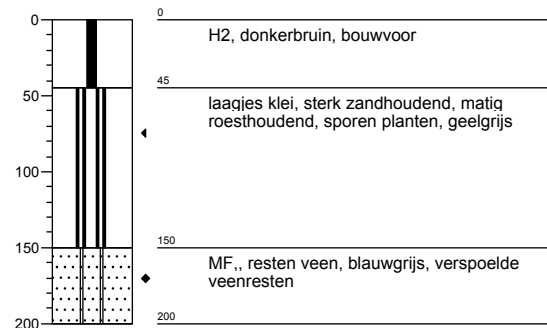 0
0
H2, donkerbruin, bouwvoor
45
50
laagjes klei, sterk zandhoudend, matig
roesthoudend, sporen planten, geelgrijs
100
150
150
MF,, resten veen, blauwgrijs, verspoelde
veenresten
200
200